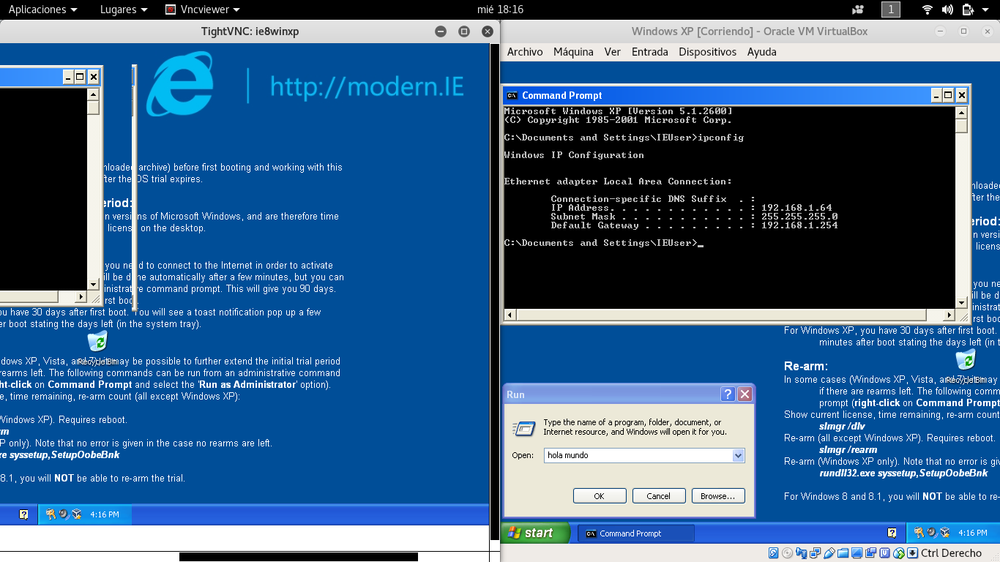 Aplicaciones
Lugares
Vncviewer
mié 18:16
1
TightVNC: ie8winxp
http://modern.IE
nloaded archive) before first booting and working with this
fter the OS trial expires.
eriod:
n versions of Microsoft Windows, and are therefore time
license on the desktop.
you need to connect to the Internet in order to activate
ill be done automatically after a few minutes, but you can
inistrative command prompt. This will give you 90 days.
irst boot.
ou have 30 days after first boot. You will see a toast notification pop up a few
er boot stating the days left (in the system tray).
Recycle Bin
dows XP, Vista, and 7) it may be possible to further extend the initial trial period
rearms left. The following commands can be run from an administrative command
ht-click on Command Prompt and select the 'Run as Administrator' option).
e, time remaining, re-arm count (all except Windows XP):
Windows XP). Requires reboot.
rm
P only). Note that no error is given in the case no rearms are left.
xe syssetup,SetupOobeBnk
8.1, you will NOT be able to re-arm the trial.
4:16 PM
Windows XP [Corriendo] - Oracle VM VirtualBox
Archivo Máquina Ver Entrada Dispositivos Ayuda
Command Prompt
Microsoft Windows XP [Version 5.1.2600]
(C) Copyright 1985-2001 Microsoft Corp.
C:\Documents and Settings\IEUser>ipconfig
Windows IP Configuration
Ethernet adapter Local Area Connection:
Connection-specific DNS Suffix . :
IP Address. . . . . . . . . . . . : 192.168.1.64
Subnet Mask . . . . . . . . . . . : 255.255.255.0
Default Gateway . . . . . . . . . : 192.168.1.254
C:\Documents and Settings\IEUser>_
nloade
fter the
eriod:
n versi
licens
you ne
ill be d
inistra
irst boo
For Windows XP, you have 30 days after first boot.
minutes after boot stating the days left (in t
Recycle Bin
Re-arm:
In some cases (Windows XP, Vista, and 7) it may
if there are rearms left. The following comm
prompt (right-click on Command Prompt
Show current license, time remaining, re-arm count
slmgr /dlv
Re-arm (all except Windows XP). Requires reboot.
slmgr /rearm
Re-arm (Windows XP only). Note that no error is giv
rundll32.exe syssetup,SetupOobeBnk
For Windows 8 and 8.1, you will NOT be able to re-
Run
Type the name of a program, folder, document, or
Internet resource, and Windows will open it for you.
Open:
hola mundo
OK
Cancel
Browse...
start
Command Prompt
4:16 PM
Ctrl Derecho